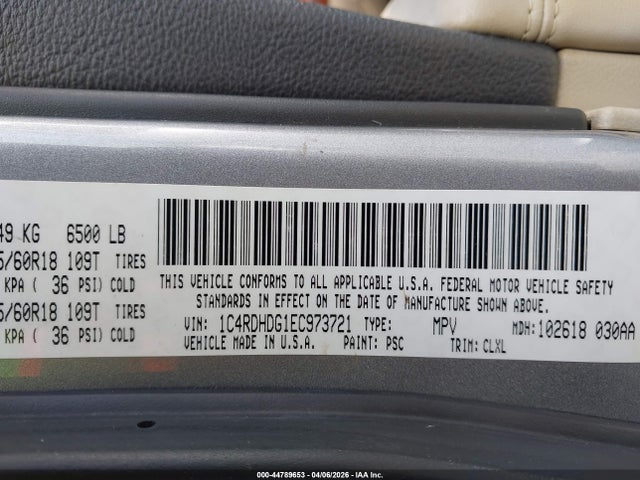 49 KG 6500 LB
5/60R18 109T TIRES
KPA ( 36 PSI) COLD
5/60R18 109T TIRES
KPA ( 36 PSI) COLD
THIS VEHICLE CONFORMS TO ALL APPLICABLE U.S.A. FEDERAL MOTOR VEHICLE SAFETY
STANDARDS IN EFFECT ON THE DATE OF MANUFACTURE SHOWN ABOVE.
VIN: 1C4RDHDG1EC973721 TYPE: MPV MDH: 102618 030AA
VEHICLE MADE IN U.S.A. PAINT: PSC TRIM: CLXL
000-44789653 - 04/06/2026 - IAA Inc.